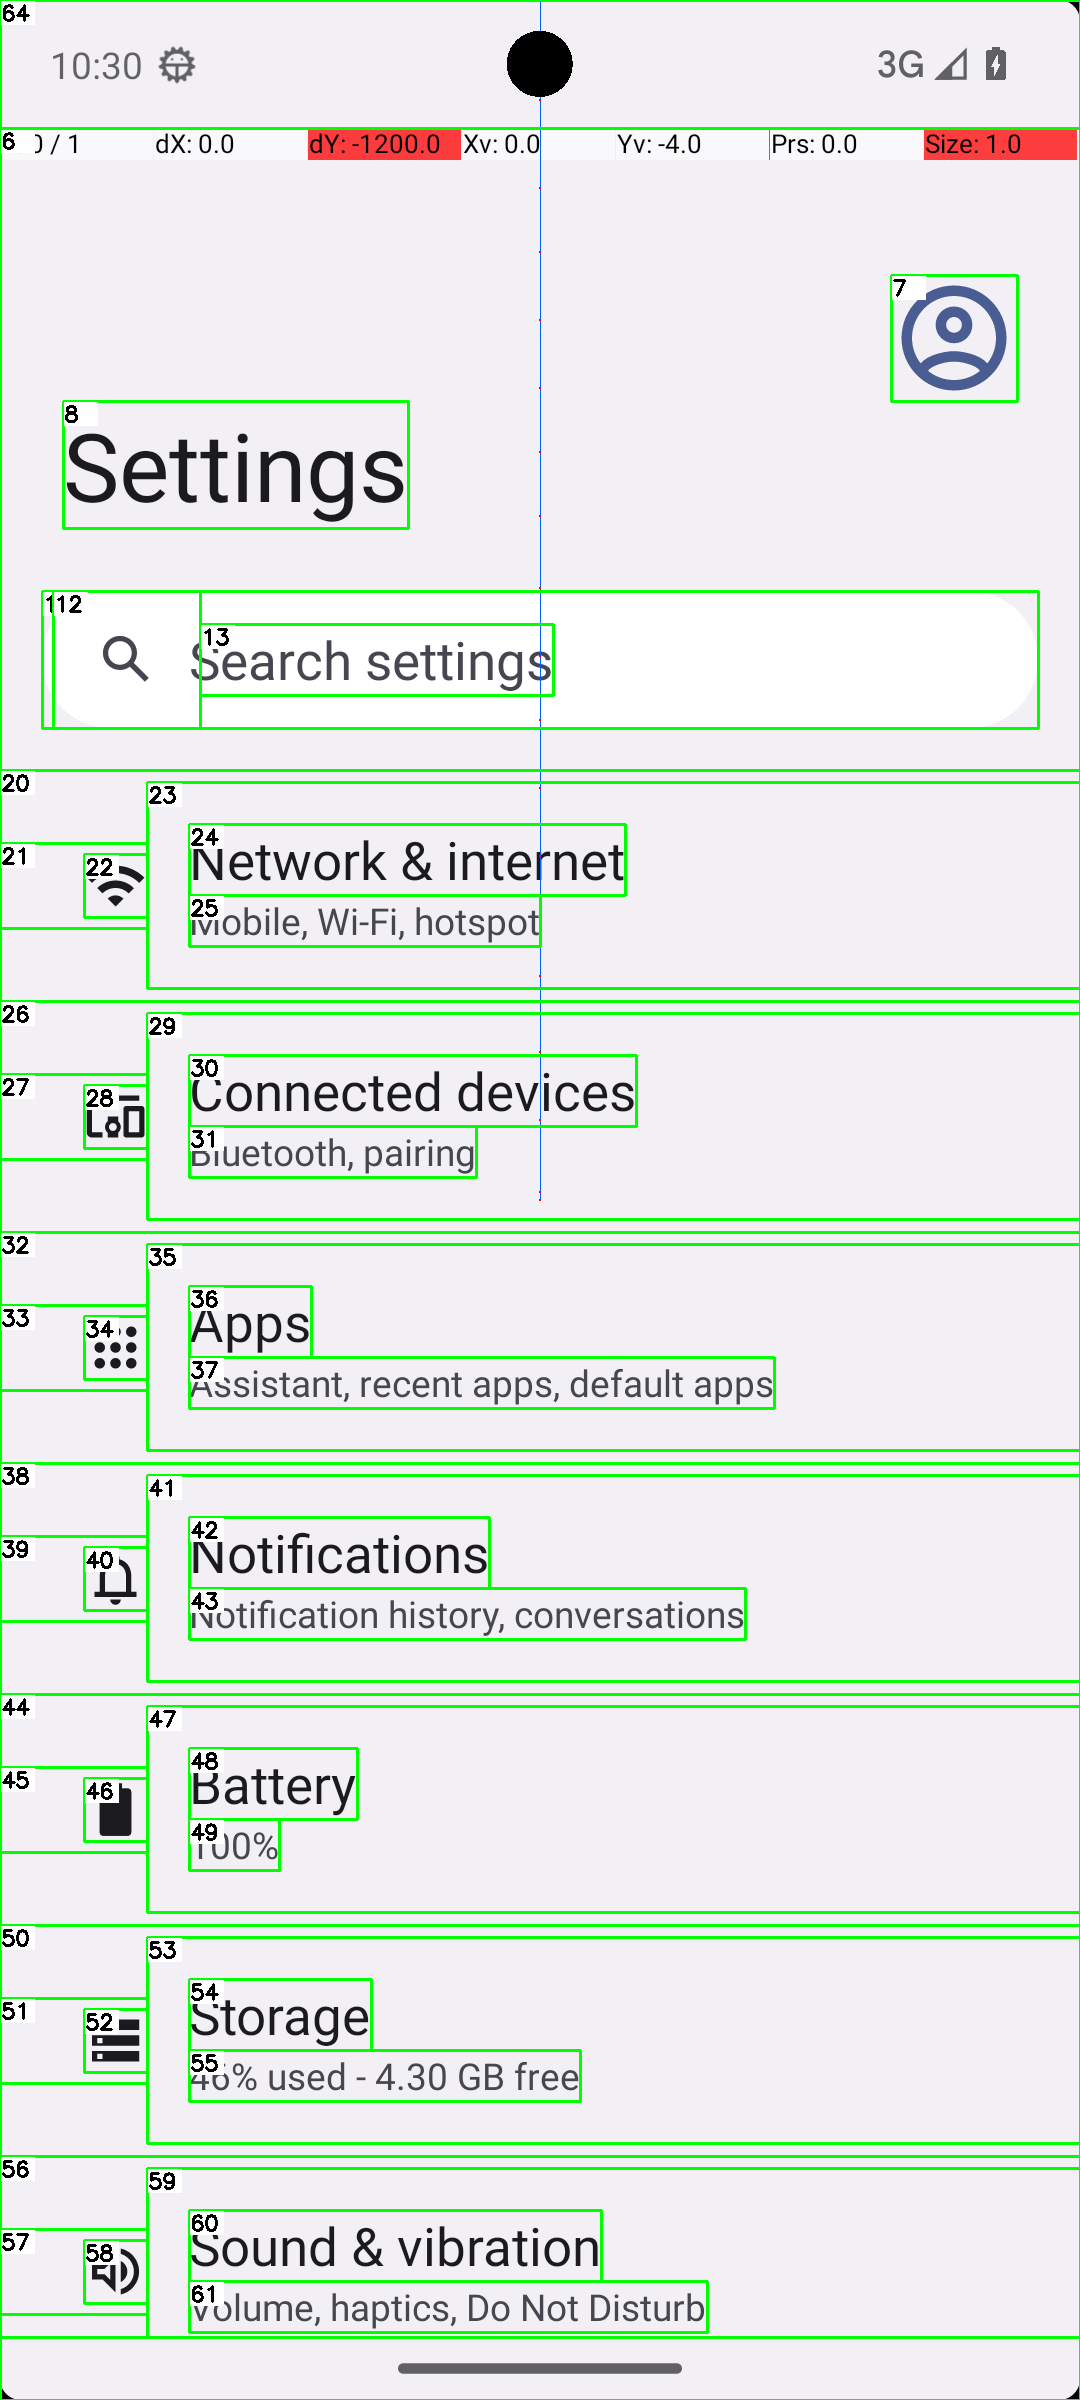 64
10:30 3G
6 0 / 1 dX: 0.0 dY: -1200.0 Xv: 0.0 Yv: -4.0 Prs: 0.0 Size: 1.0
7
8
Settings
112
13
Search settings
20
23
24
Network & internet
21
22
25
Mobile, Wi-Fi, hotspot
26
29
30
Connected devices
27
28
31
Bluetooth, pairing
32
35
36
Apps
33
34
37
Assistant, recent apps, default apps
38
41
42
Notifications
39
40
43
Notification history, conversations
44
47
48
Battery
45
46
49
100%
50
53
54
Storage
51
52
55
46% used - 4.30 GB free
56
59
60
Sound & vibration
57
58
61
Volume, haptics, Do Not Disturb